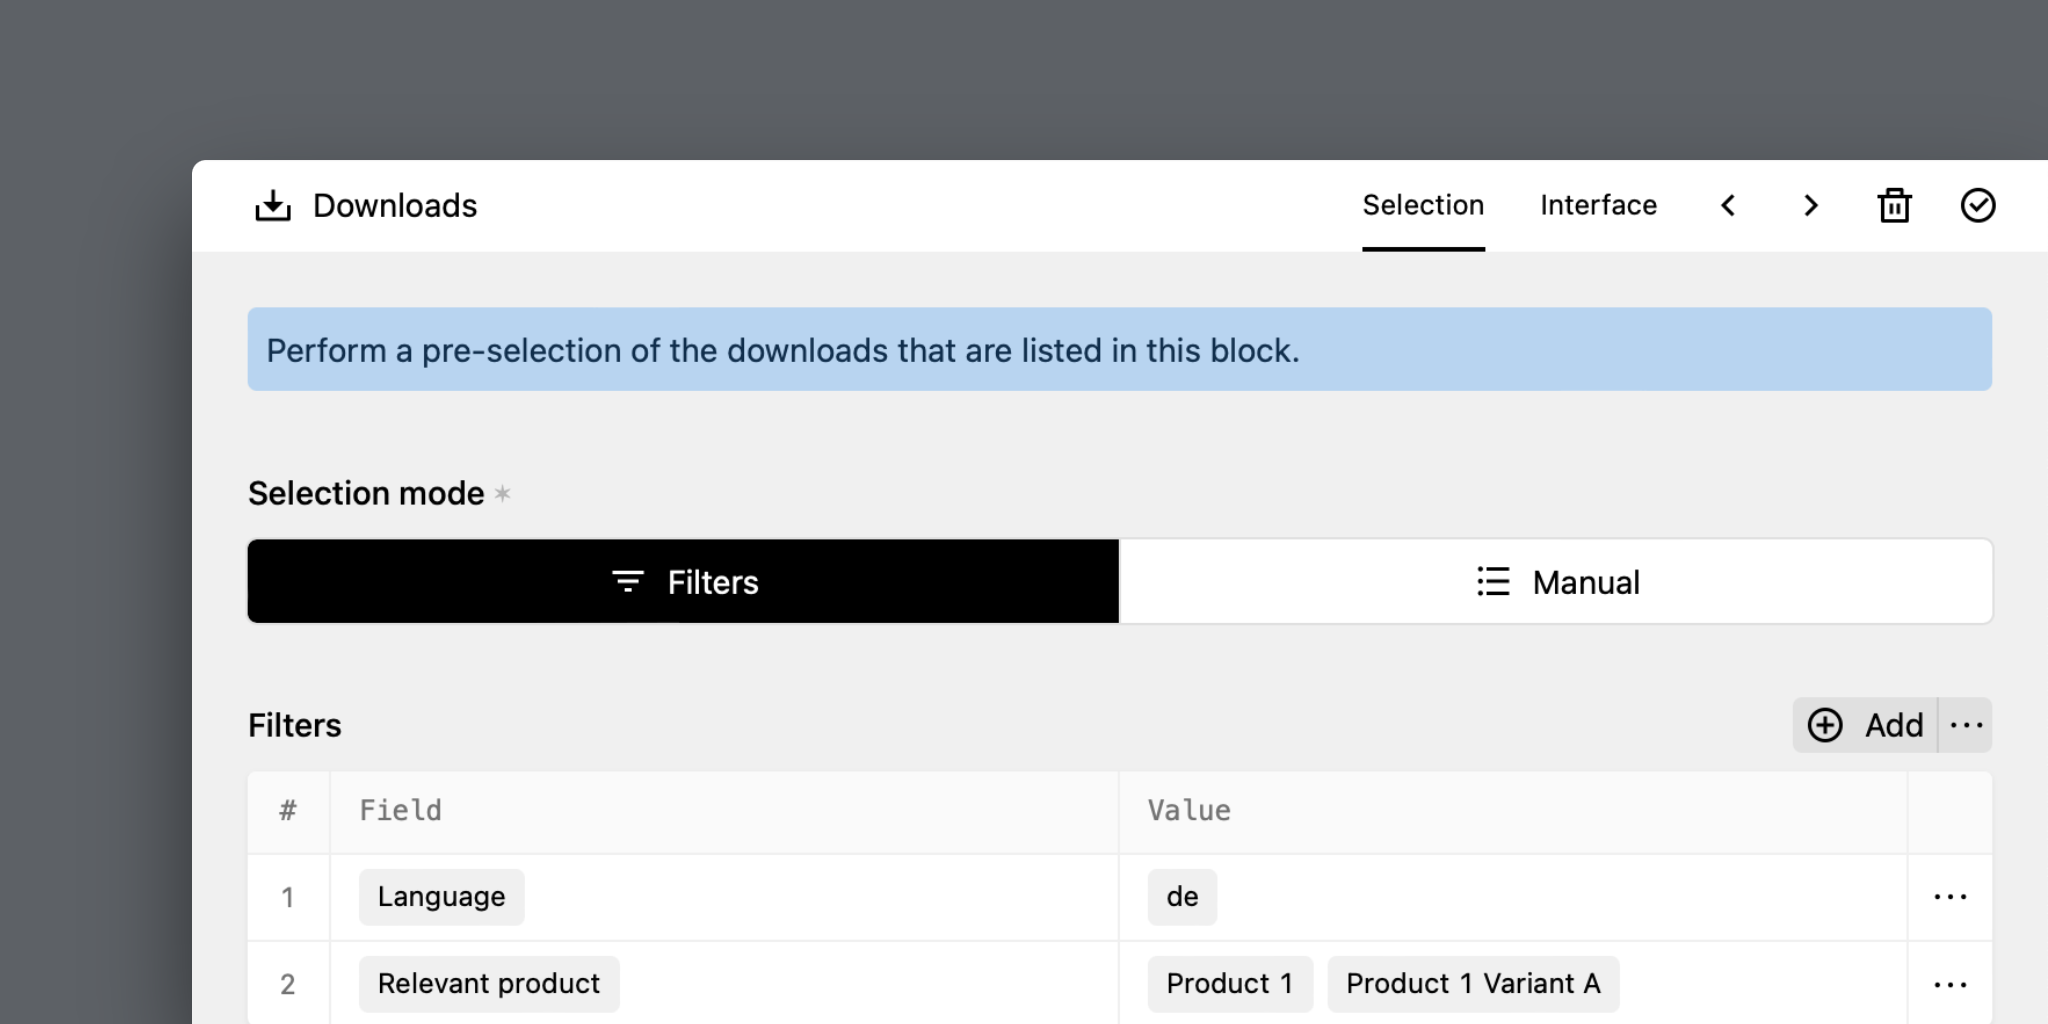 Downloads Selection Interface
Perform a pre-selection of the downloads that are listed in this block.
Selection mode *
Filters Manual
Filters Add ...
# Field Value
1 Language de ...
2 Relevant product Product 1 Product 1 Variant A ...